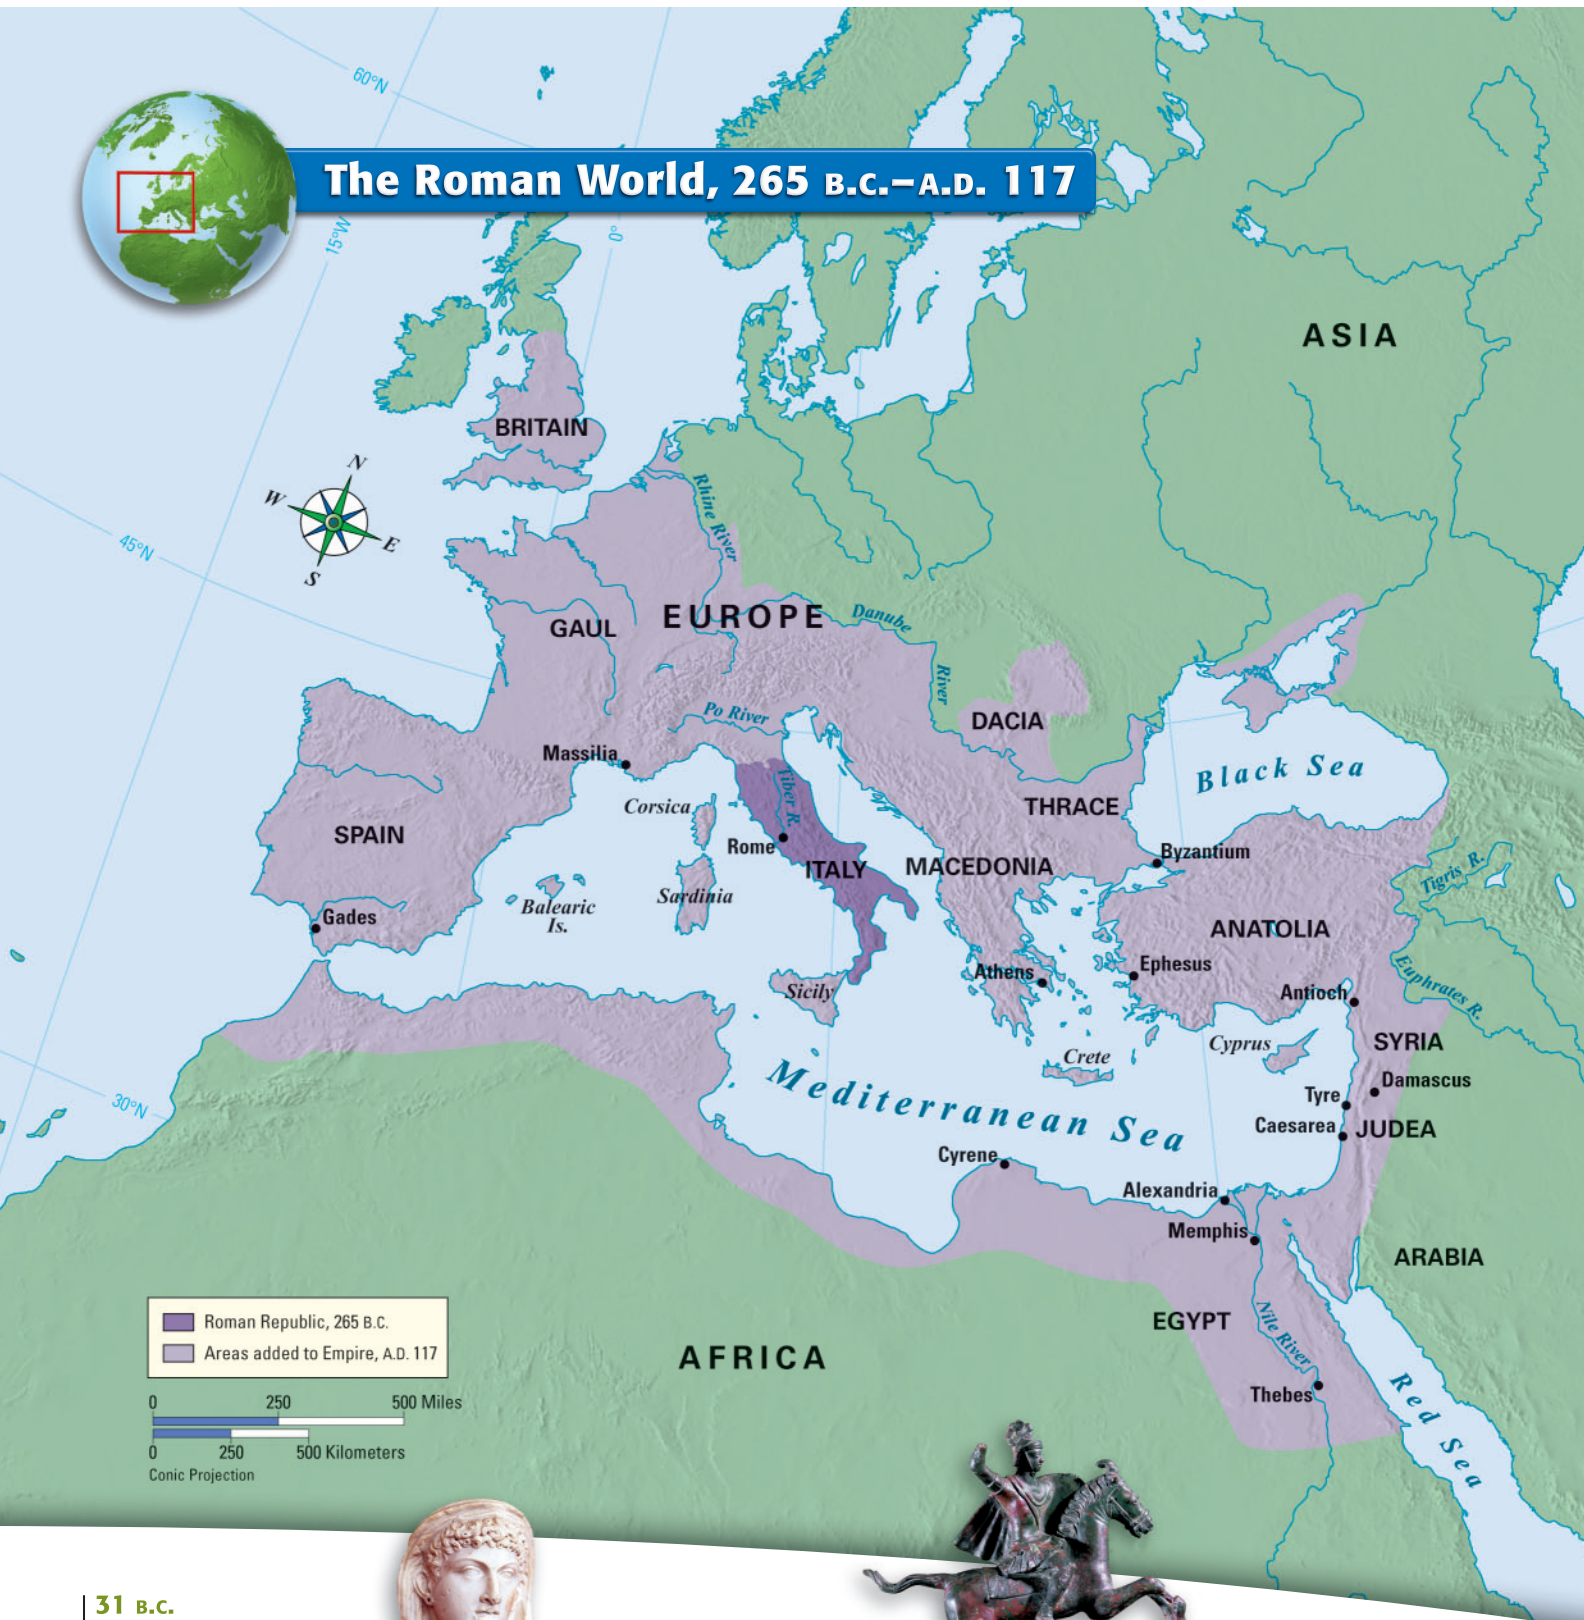 The Roman World, 265 B.C.–A.D. 117
60°N
15°W
0°
45°N
30°N
N
W
E
S
ASIA
BRITAIN
Rhine River
EUROPE
GAUL
Danube
River
DACIA
Po River
Massilia
Black Sea
Corsica
Tiber R.
THRACE
SPAIN
Rome
ITALY
MACEDONIA
Byzantium
Tigris R.
Sardinia
Balearic
Is.
Gades
ANATOLIA
Athens
Ephesus
Euphrates R.
Sicily
Antioch
Cyprus
SYRIA
Crete
Mediterranean Sea
Damascus
Tyre
Caesarea
JUDEA
Cyrene
Alexandria
Memphis
ARABIA
EGYPT
Nile River
AFRICA
Thebes
Red Sea
Roman Republic, 265 B.C.
Areas added to Empire, A.D. 117
0 250 500 Miles
0 250 500 Kilometers
Conic Projection
31 B.C.